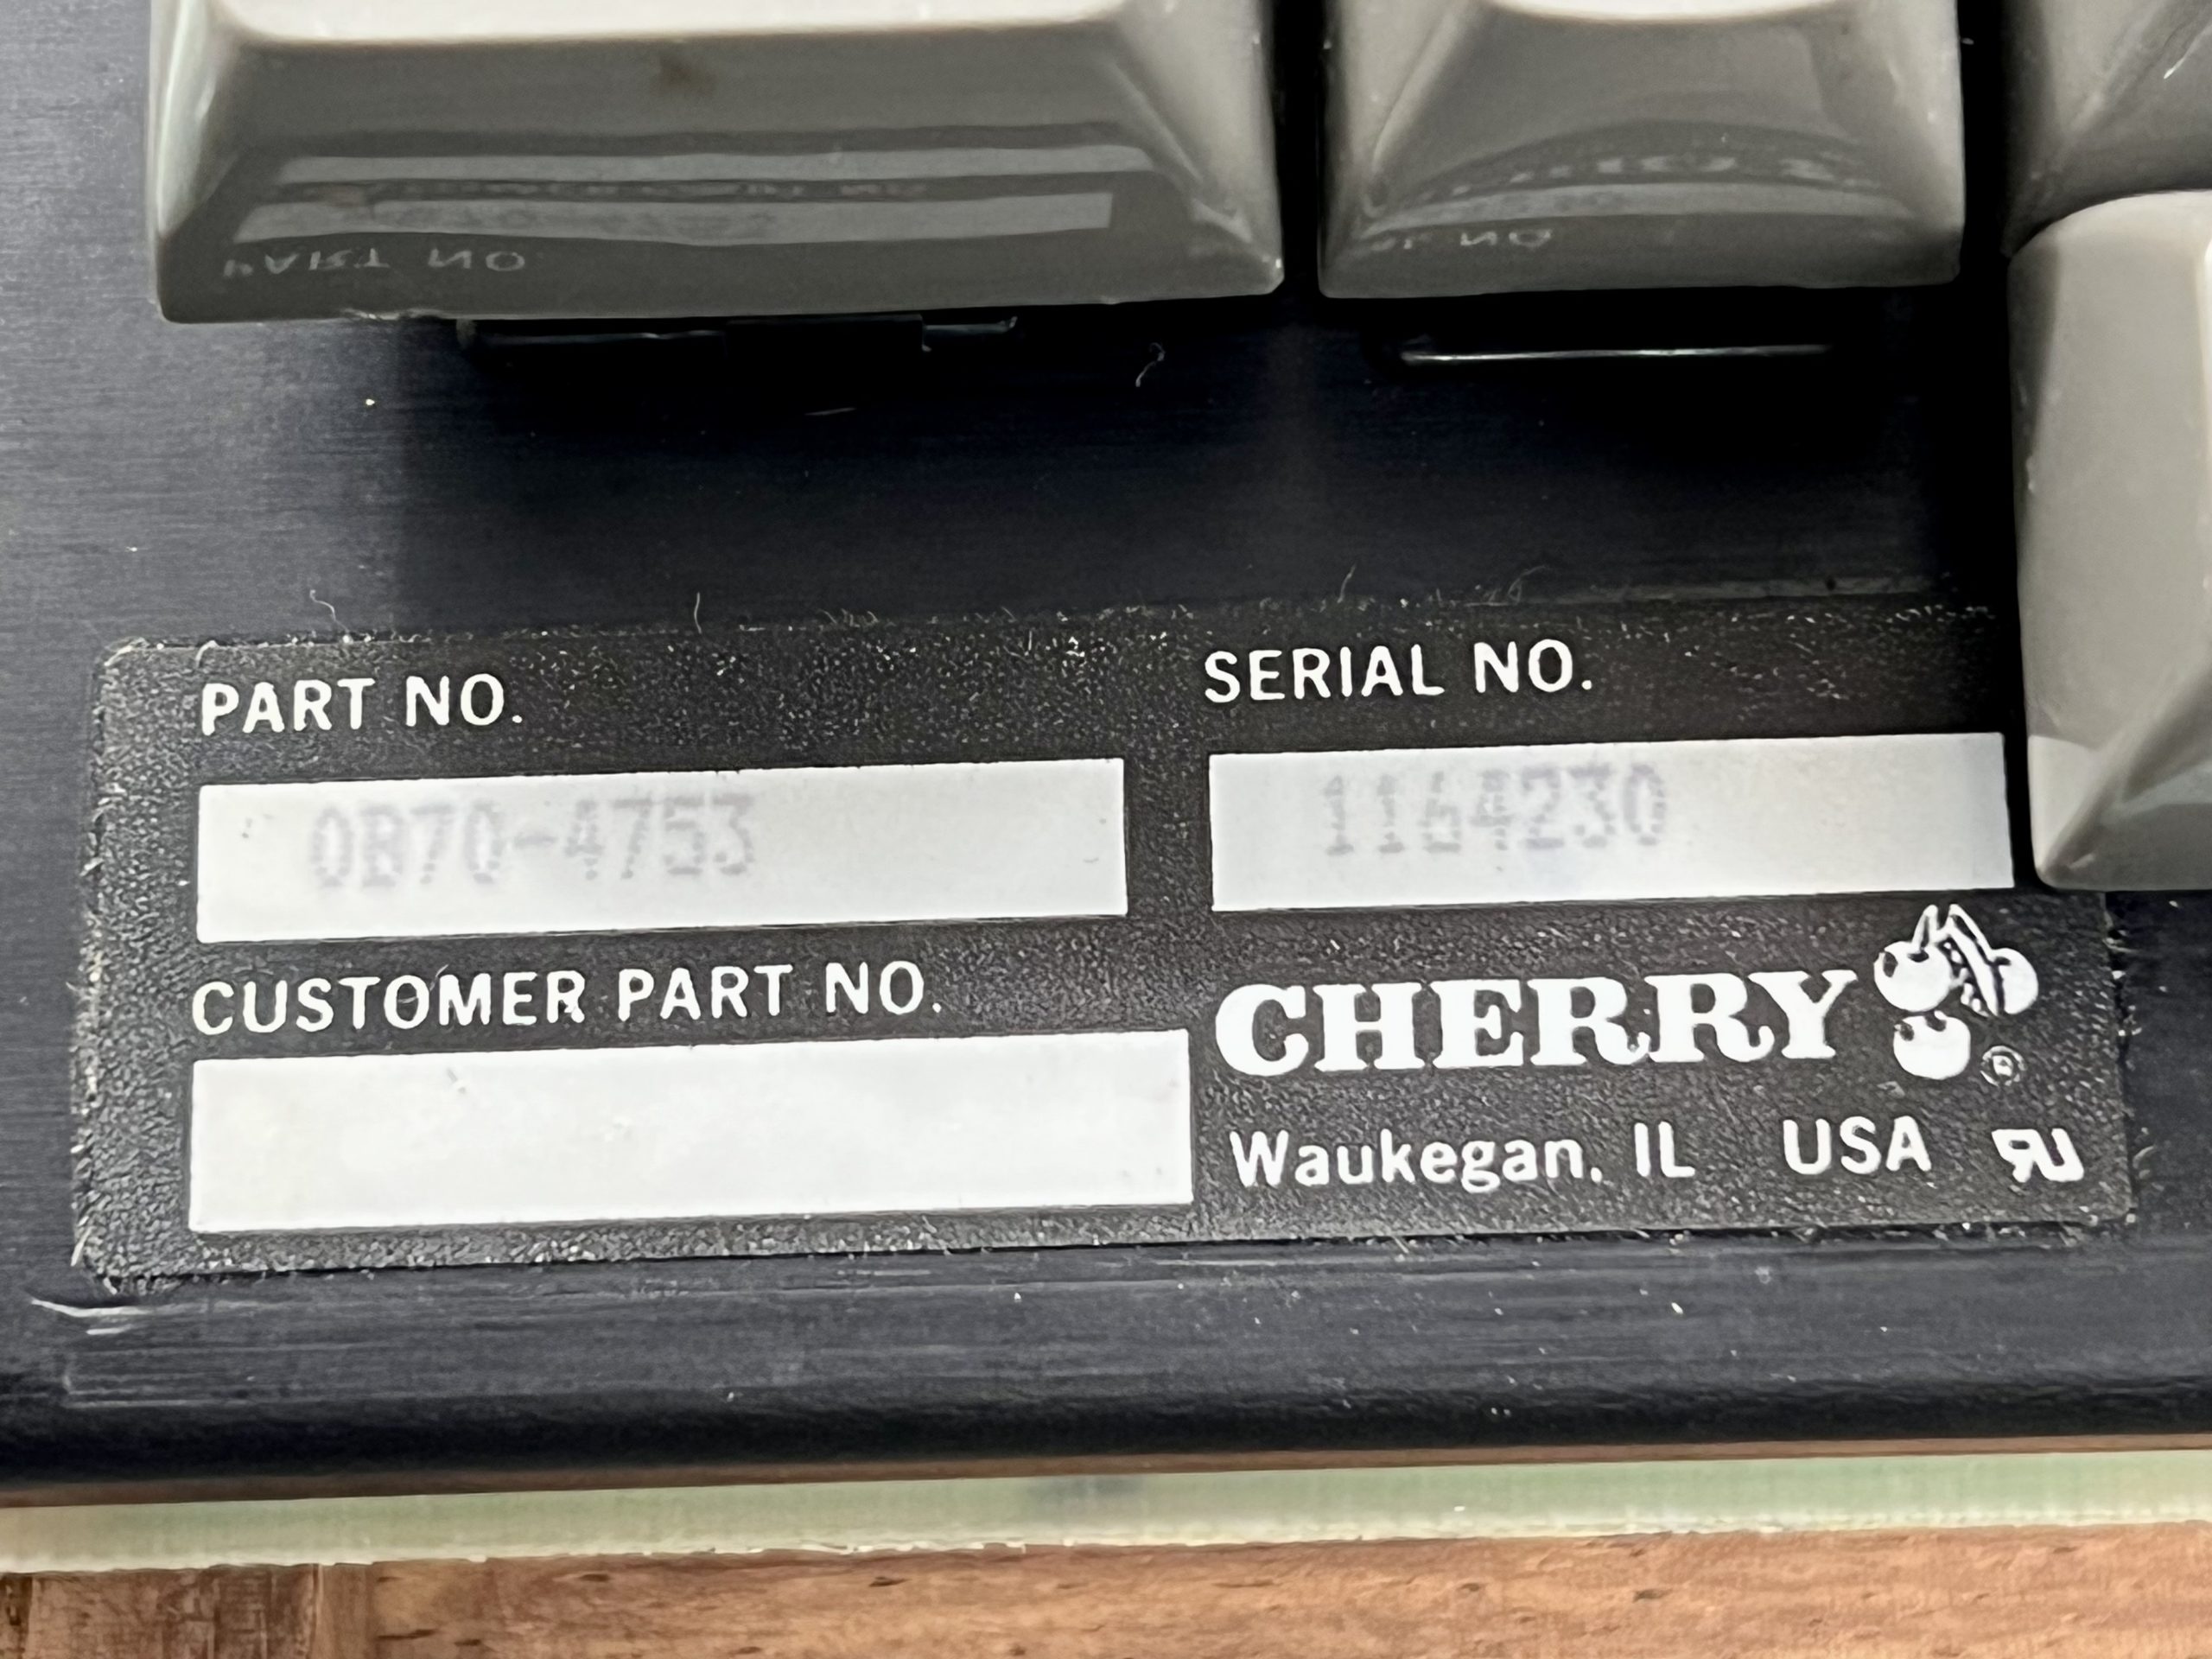 PART NO.
SERIAL NO.
0B70-4753
1164230
CUSTOMER PART NO.
CHERRY ®
Waukegan, IL USA